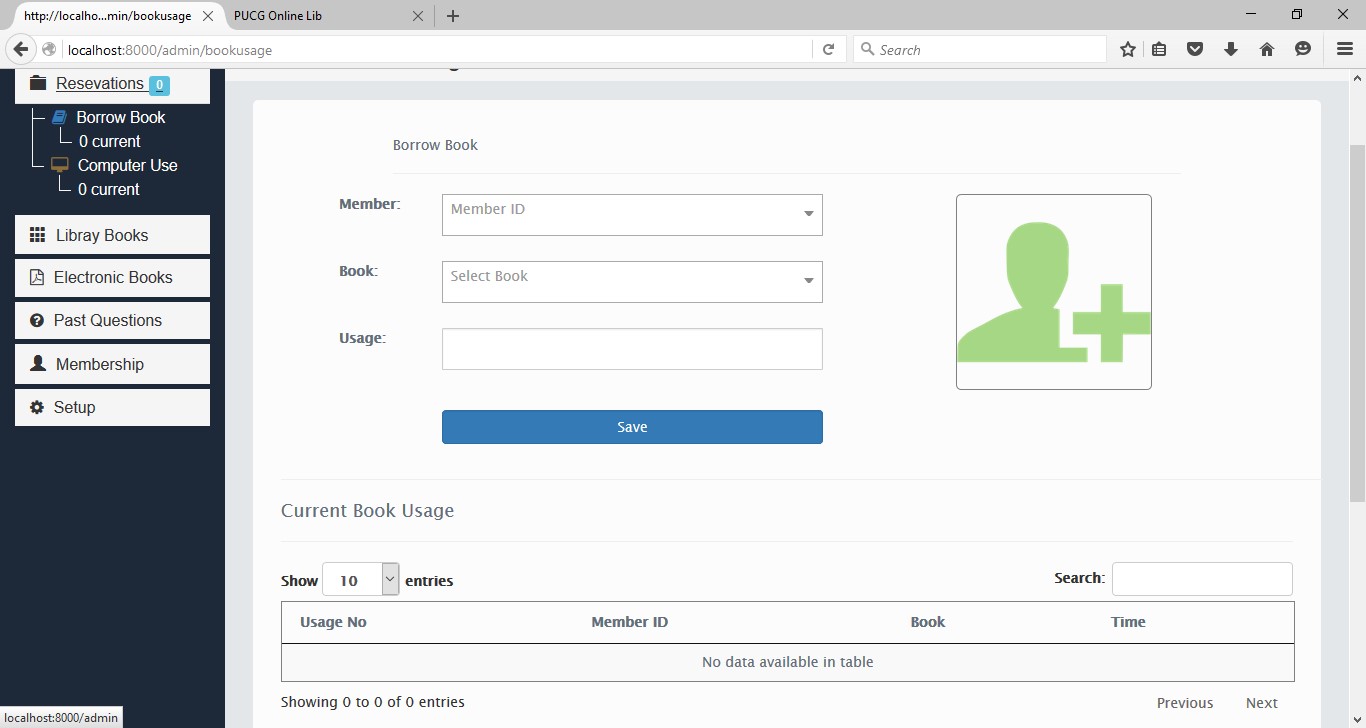 http://localho...min/bookusage
PUCG Online Lib
localhost:8000/admin/bookusage
Search
Resevations 0
Borrow Book
0 current
Computer Use
0 current
Libray Books
Electronic Books
Past Questions
Membership
Setup
Borrow Book
Member:
Member ID
Book:
Select Book
Usage:
Save
Current Book Usage
Show 10 entries
Search:
Usage No Member ID Book Time
No data available in table
Showing 0 to 0 of 0 entries
Previous Next
localhost:8000/admin